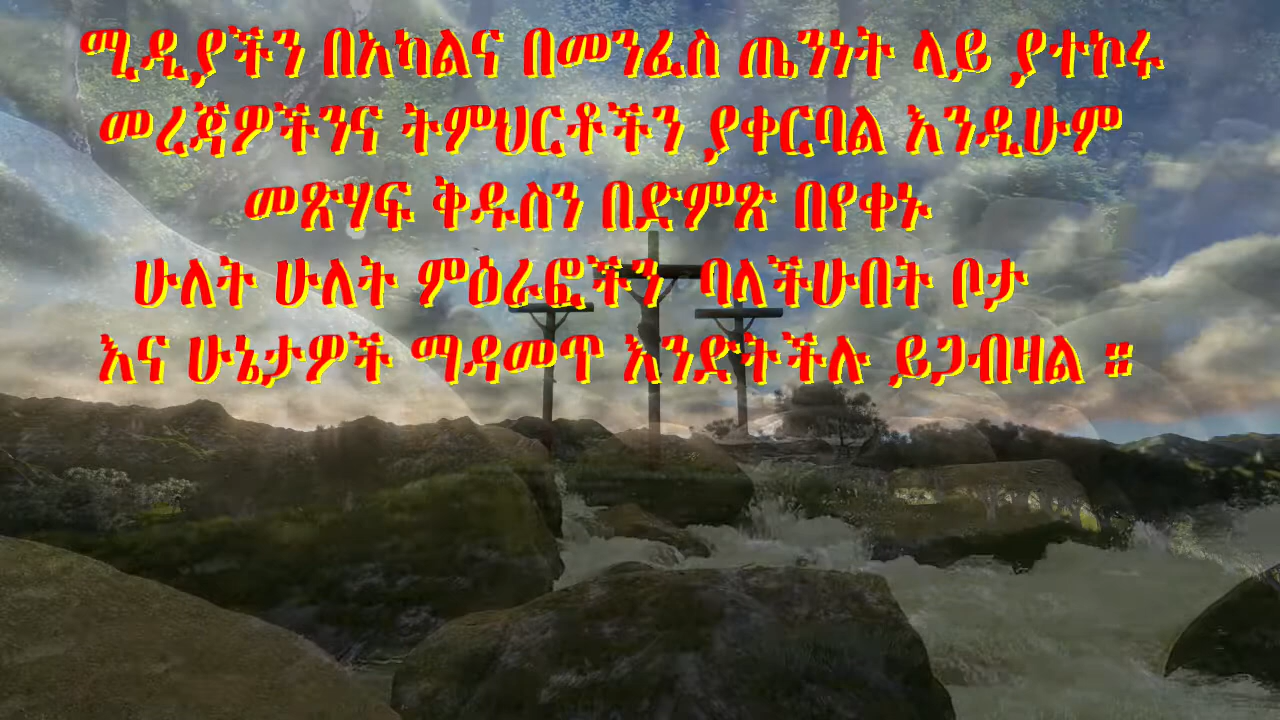 ሚዲያችን በአካልና በመንፈስ ጤንነት ላይ ያተኮሩ
መረጃዎችንና ትምህርቶችን ያቀርባል እንዲሁም
መጽሃፍ ቅዱስን በድምጽ በየቀኑ
ሁለት ሁለት ምዕራፎችን ባላችሁበት ቦታ
እና ሁኔታዎች ማዳመጥ እንድትችሉ ይጋብዛል ።